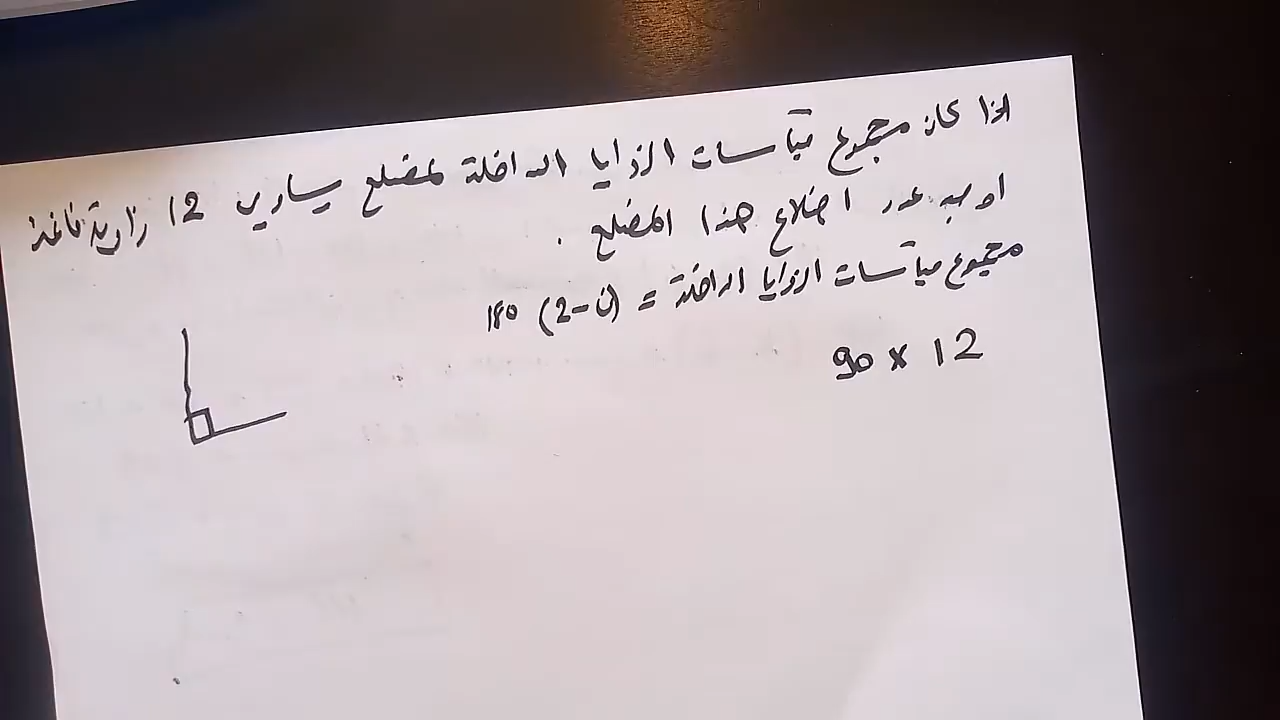 اذا كان مجموع قياسات الزوايا الداخلة لمضلع يساوي 12 زاوية قائمة
اوجد عدد اضلاع هذا المضلع .
مجموع قياسات الزوايا الداخلة = (ن-2) 180
90 × 12